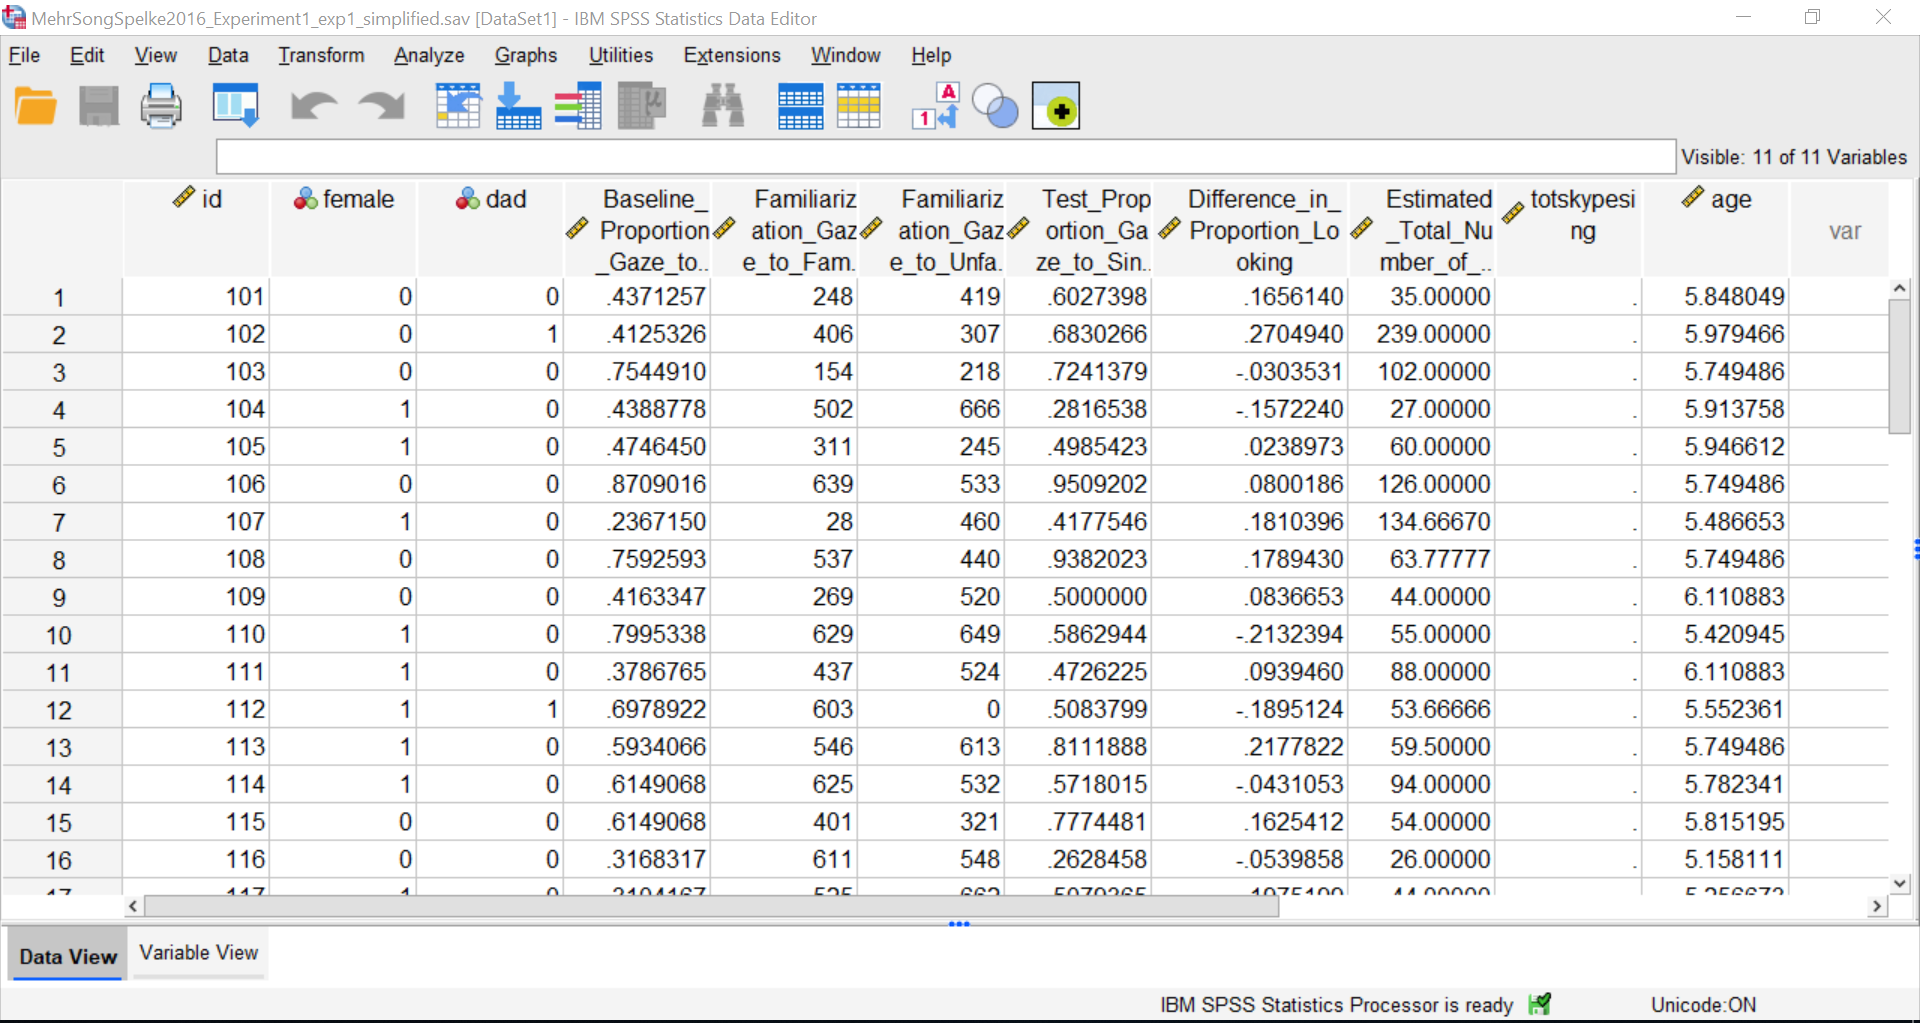 MehrSongSpelke2016_Experiment1_exp1_simplified.sav [DataSet1] - IBM SPSS Statistics Data Editor
File Edit View Data Transform Analyze Graphs Utilities Extensions Window Help
Visible: 11 of 11 Variables
id female dad Baseline_Proportion_Gaze_to.. Familiarization_Gaze_to_Fam. Familiarization_Gaze_to_Unfa. Test_Proportion_Gaze_to_Sin.. Difference_in_Proportion_Looking Estimated_Total_Number_of_.. totskypesing age var
1 101 0 0 .4371257 248 419 .6027398 .1656140 35.00000 . 5.848049
2 102 0 1 .4125326 406 307 .6830266 .2704940 239.00000 . 5.979466
3 103 0 0 .7544910 154 218 .7241379 -.0303531 102.00000 . 5.749486
4 104 1 0 .4388778 502 666 .2816538 -.1572240 27.00000 . 5.913758
5 105 1 0 .4746450 311 245 .4985423 .0238973 60.00000 . 5.946612
6 106 0 0 .8709016 639 533 .9509202 .0800186 126.00000 . 5.749486
7 107 1 0 .2367150 28 460 .4177546 .1810396 134.66670 . 5.486653
8 108 0 0 .7592593 537 440 .9382023 .1789430 63.77777 . 5.749486
9 109 0 0 .4163347 269 520 .5000000 .0836653 44.00000 . 6.110883
10 110 1 0 .7995338 629 649 .5862944 -.2132394 55.00000 . 5.420945
11 111 1 0 .3786765 437 524 .4726225 .0939460 88.00000 . 6.110883
12 112 1 1 .6978922 603 0 .5083799 -.1895124 53.66666 . 5.552361
13 113 1 0 .5934066 546 613 .8111888 .2177822 59.50000 . 5.749486
14 114 1 0 .6149068 625 532 .5718015 -.0431053 94.00000 . 5.782341
15 115 0 0 .6149068 401 321 .7774481 .1625412 54.00000 . 5.815195
16 116 0 0 .3168317 611 548 .2628458 -.0539858 26.00000 . 5.158111
Data View Variable View
IBM SPSS Statistics Processor is ready Unicode:ON